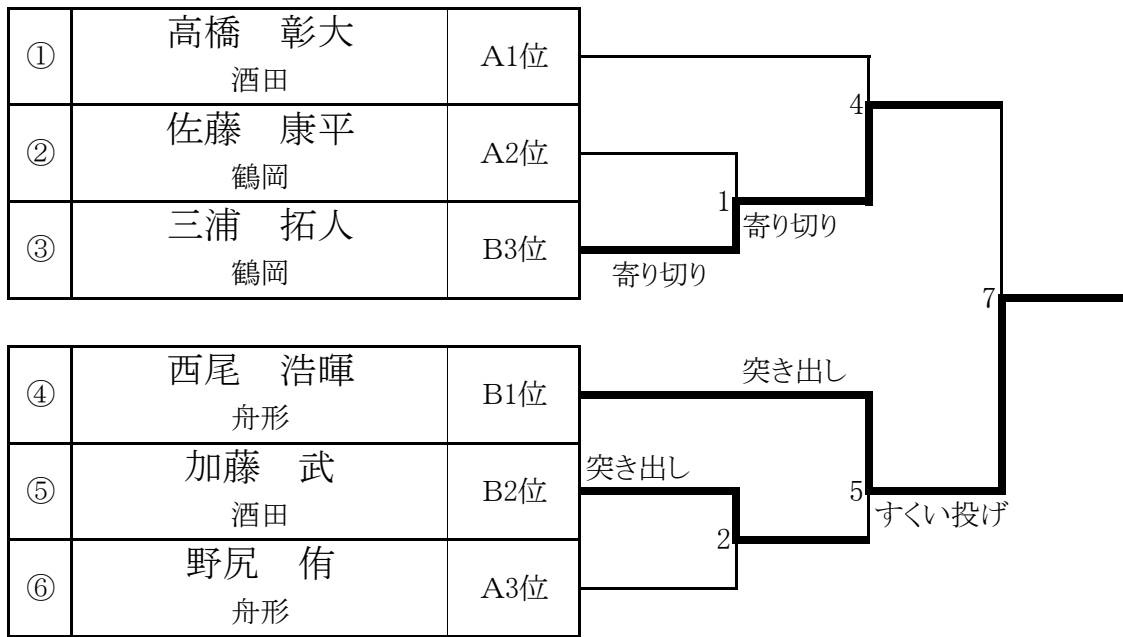 ① 高橋　彰大 A1位
酒田
4
② 佐藤　康平 A2位
鶴岡
1 寄り切り
③ 三浦　拓人 B3位
鶴岡 寄り切り
7
④ 西尾　浩暉 B1位 突き出し
舟形
⑤ 加藤　武 B2位 突き出し
酒田 5 すくい投げ
2
⑥ 野尻　侑 A3位
舟形